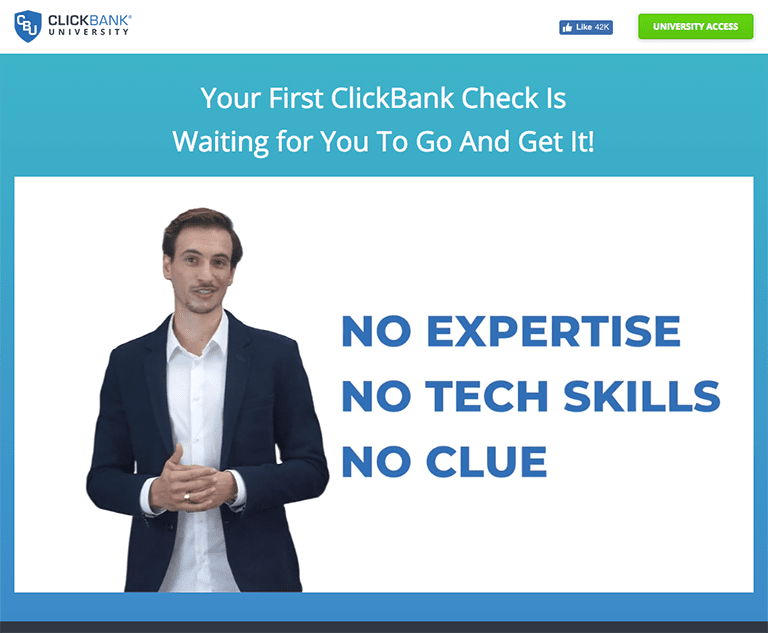 CBU
CLICKBANK®
UNIVERSITY
Like 42K
UNIVERSITY ACCESS
Your First ClickBank Check Is
Waiting for You To Go And Get It!
NO EXPERTISE
NO TECH SKILLS
NO CLUE